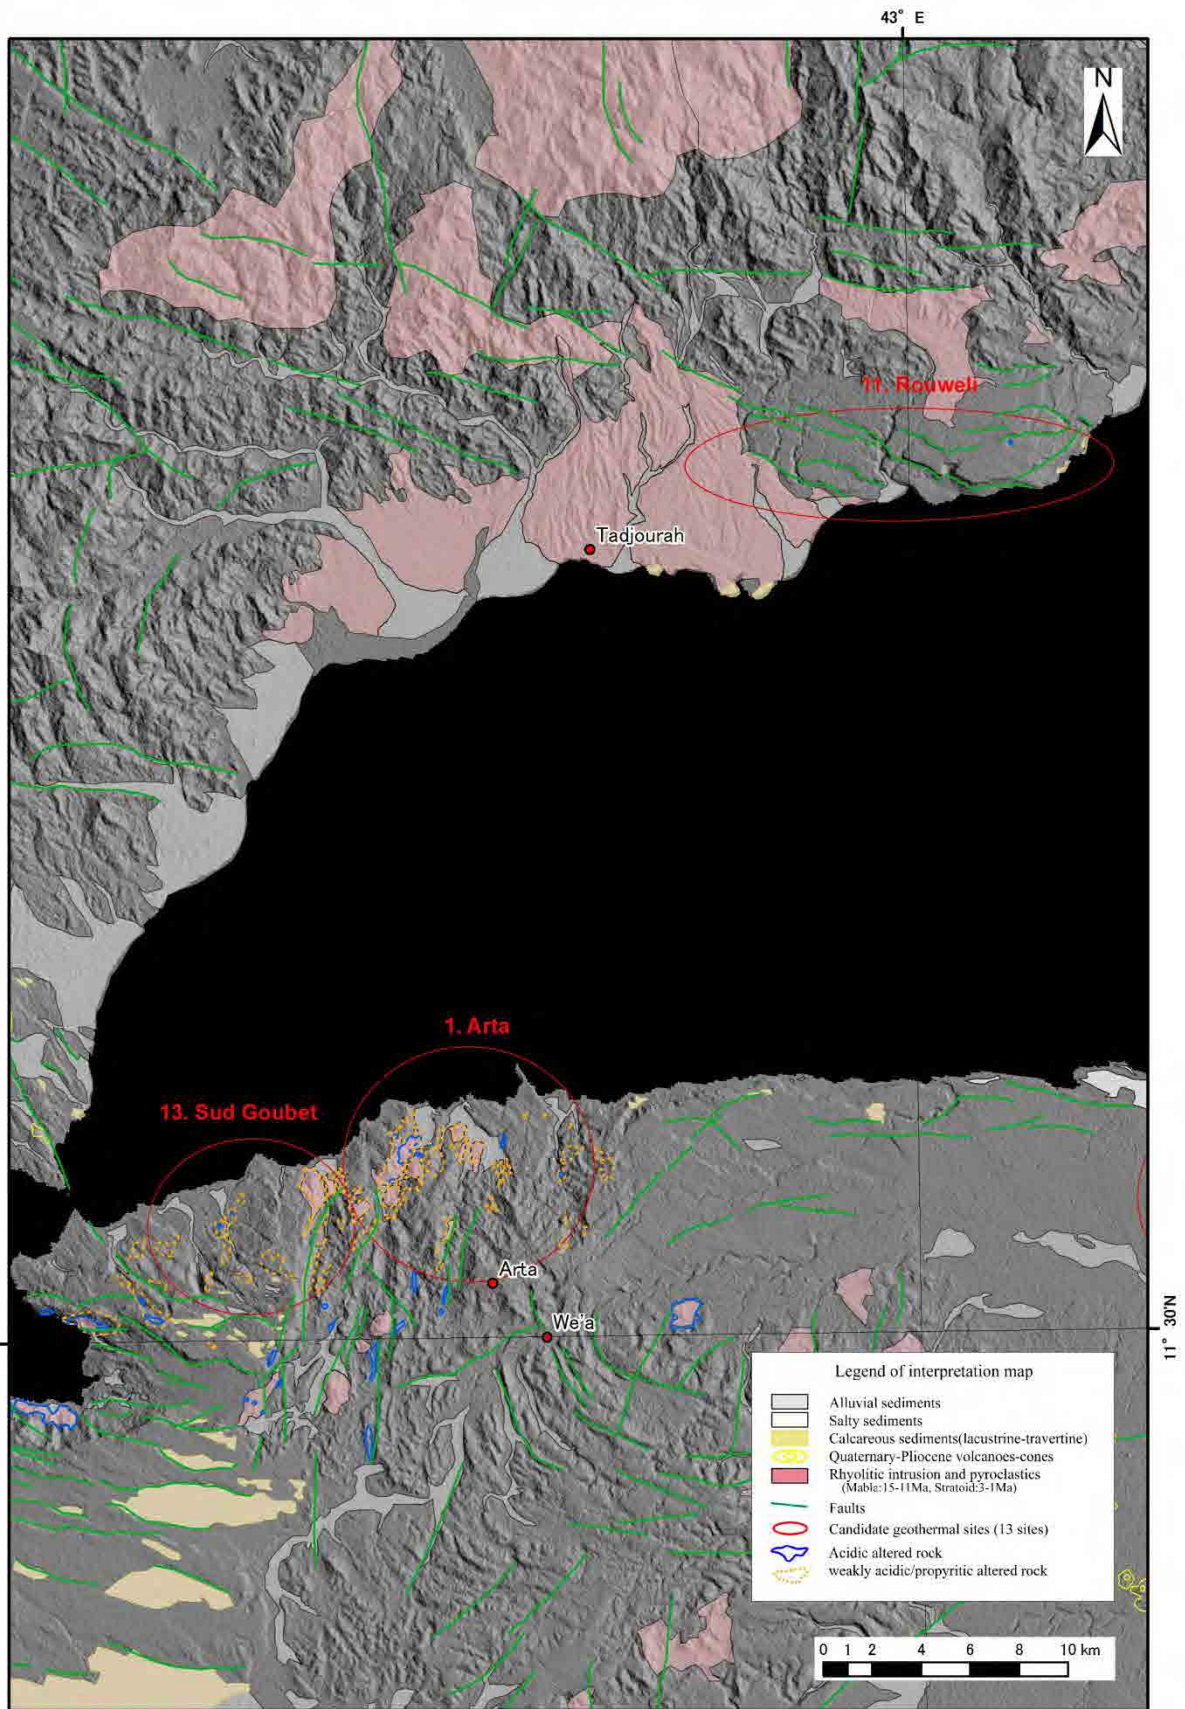 43° E
N
11. Rouweli
Tadjourah
1. Arta
13. Sud Goubet
Arta
We'a
11° 30'N
Legend of interpretation map
Alluvial sediments
Salty sediments
Calcareous sediments(lacustrine-travertine)
Quaternary-Pliocene volcanoes-cones
Rhyolitic intrusion and pyroclastics
(Mabla:15-11Ma, Stratoid:3-1Ma)
Faults
Candidate geothermal sites (13 sites)
Acidic altered rock
weakly acidic/propyritic altered rock
0 1 2 4 6 8 10 km